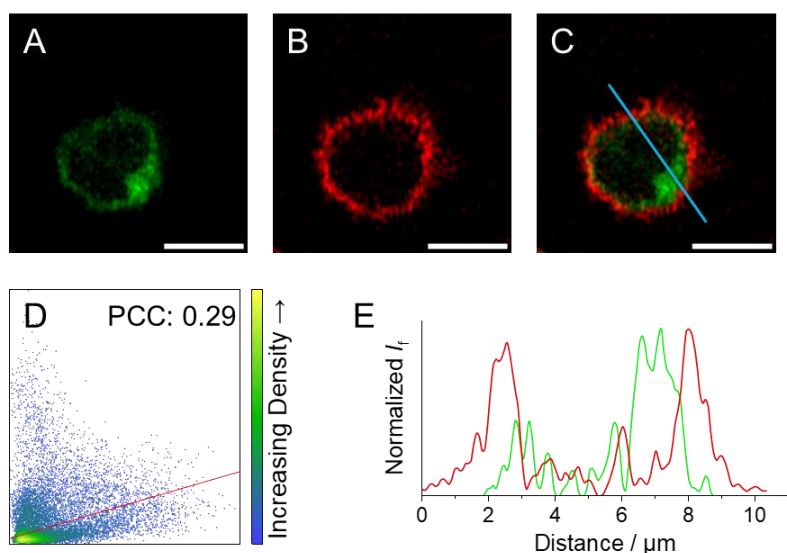 A
B
C
D
PCC: 0.29
Increasing Density →
E
Normalized If
0
2
4
6
8
10
Distance / μm